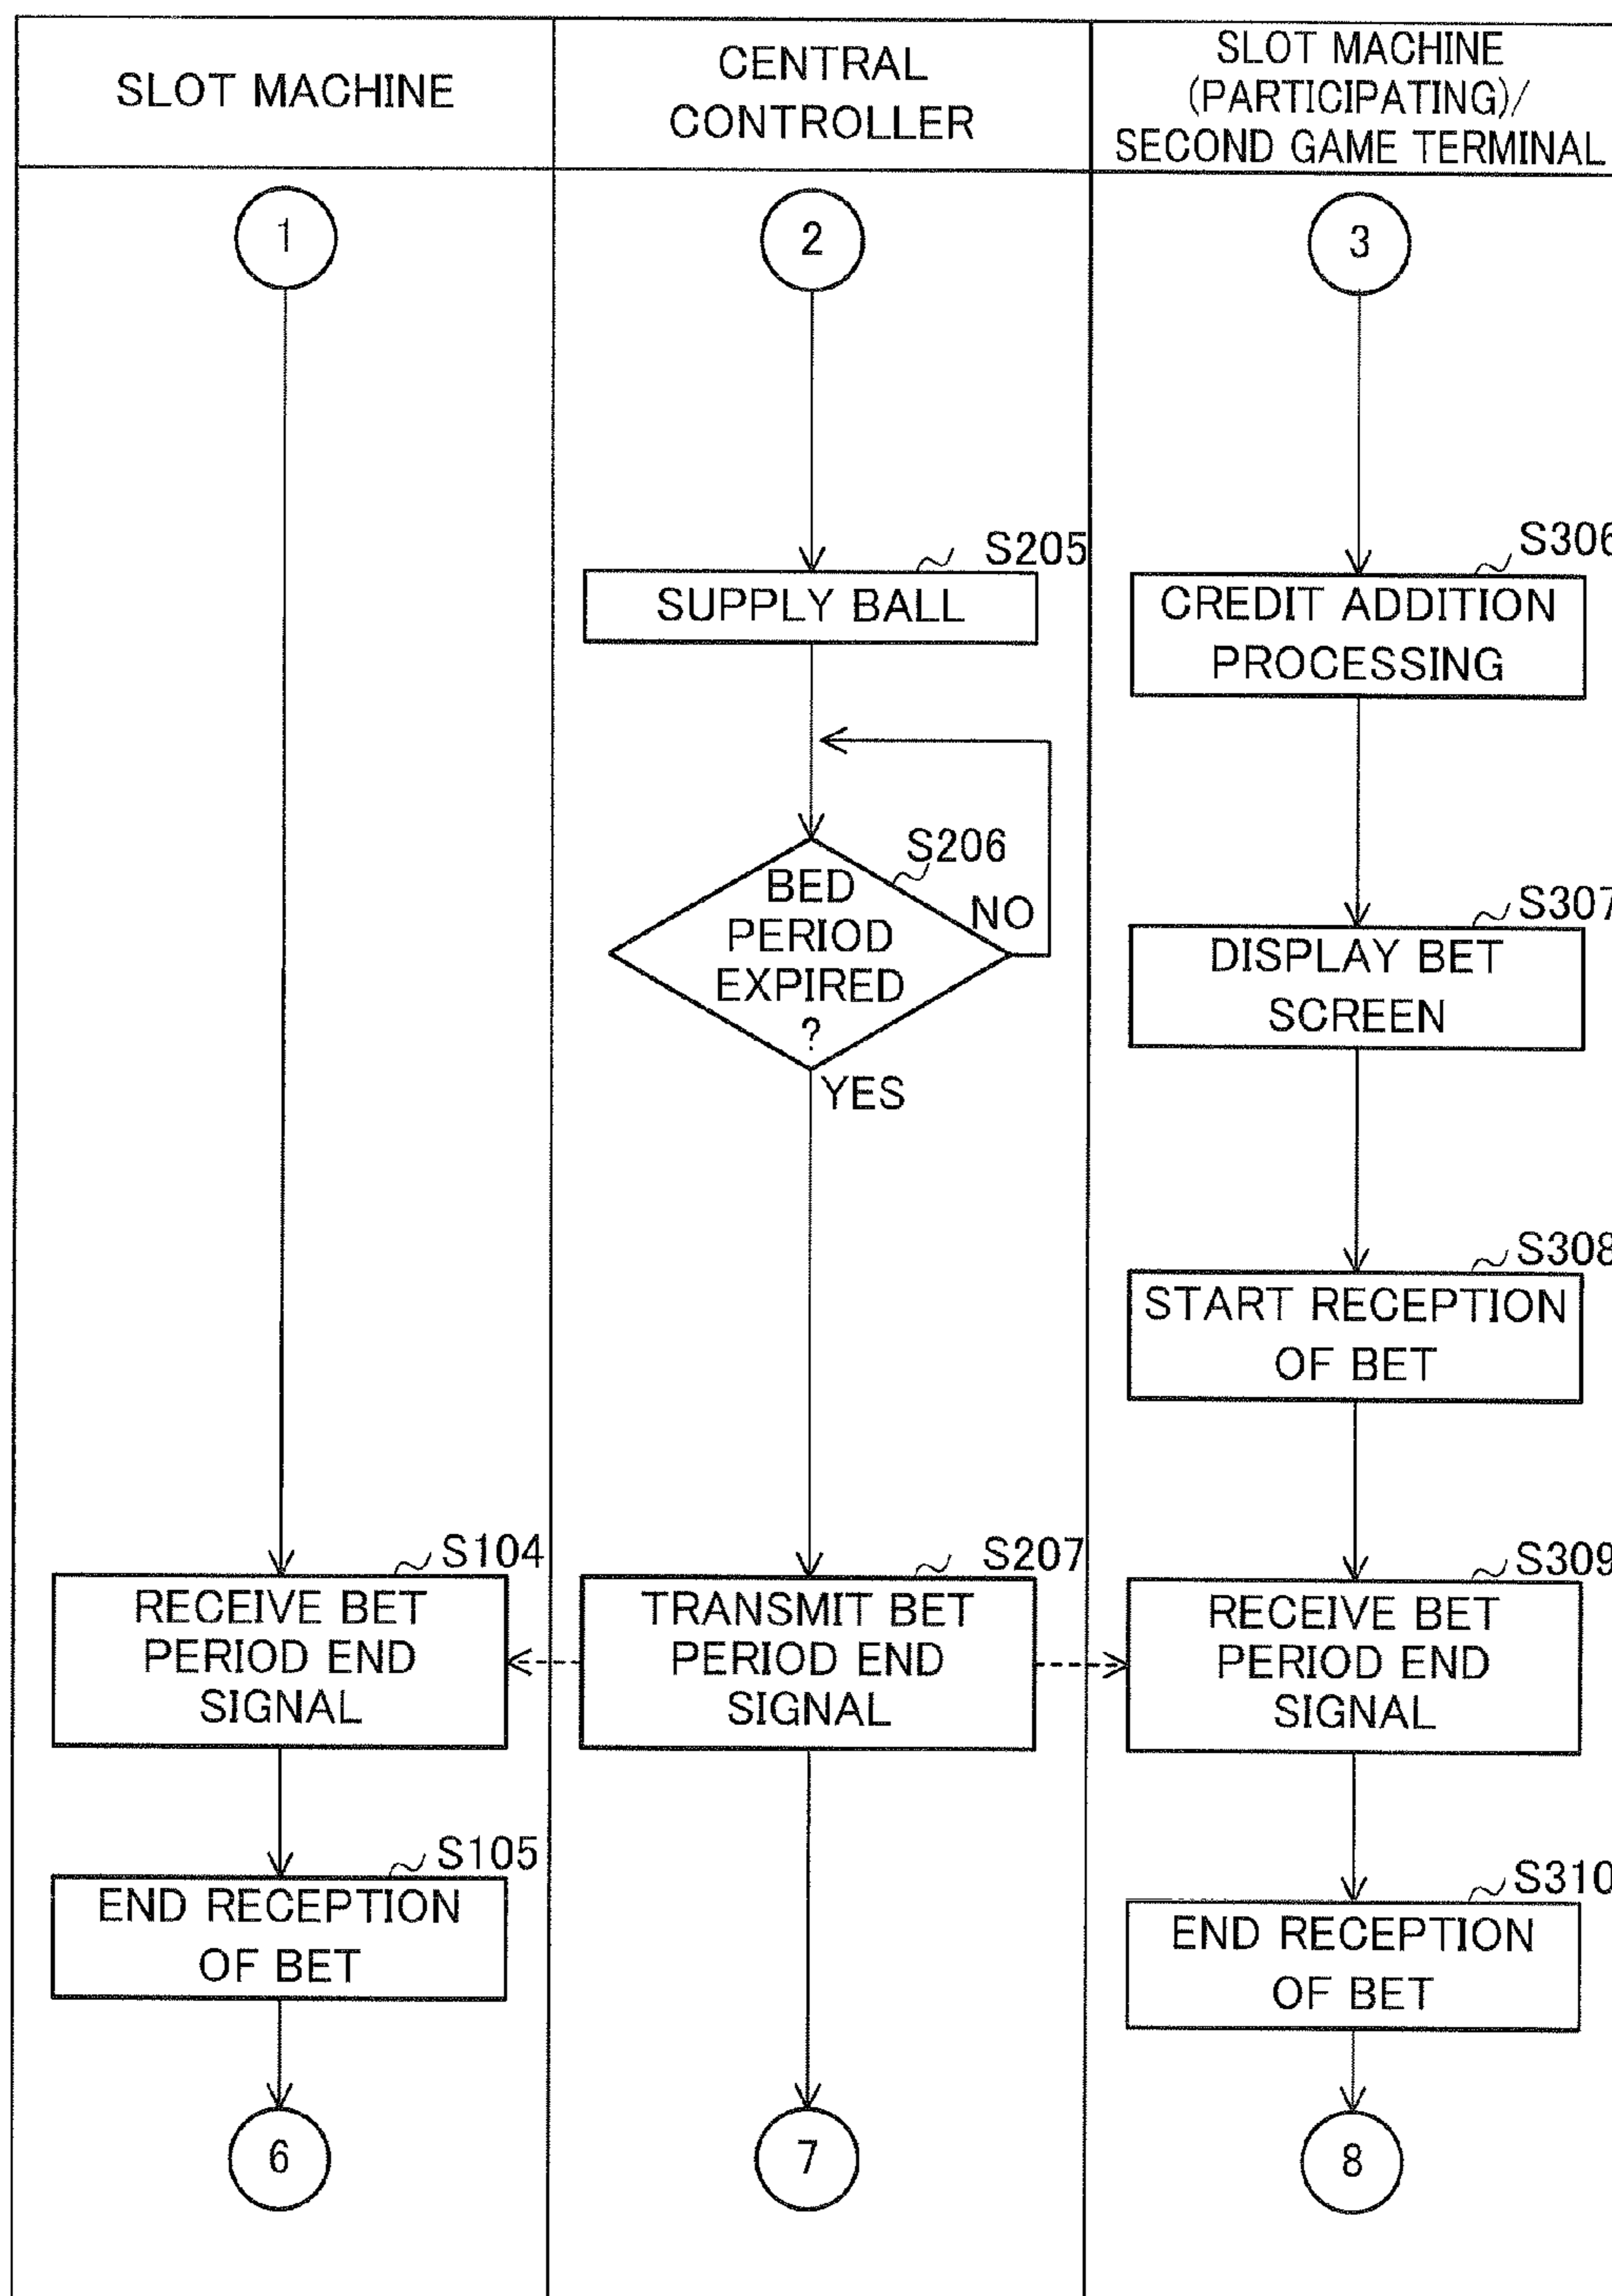 SLOT MACHINE
CENTRAL
CONTROLLER
SLOT MACHINE
(PARTICIPATING)/
SECOND GAME TERMINAL
1
2
3
S205
SUPPLY BALL
S306
CREDIT ADDITION
PROCESSING
S206
BED
PERIOD
EXPIRED
?
NO
YES
S307
DISPLAY BET
SCREEN
S308
START RECEPTION
OF BET
S104
RECEIVE BET
PERIOD END
SIGNAL
S207
TRANSMIT BET
PERIOD END
SIGNAL
S309
RECEIVE BET
PERIOD END
SIGNAL
S105
END RECEPTION
OF BET
S310
END RECEPTION
OF BET
6
7
8